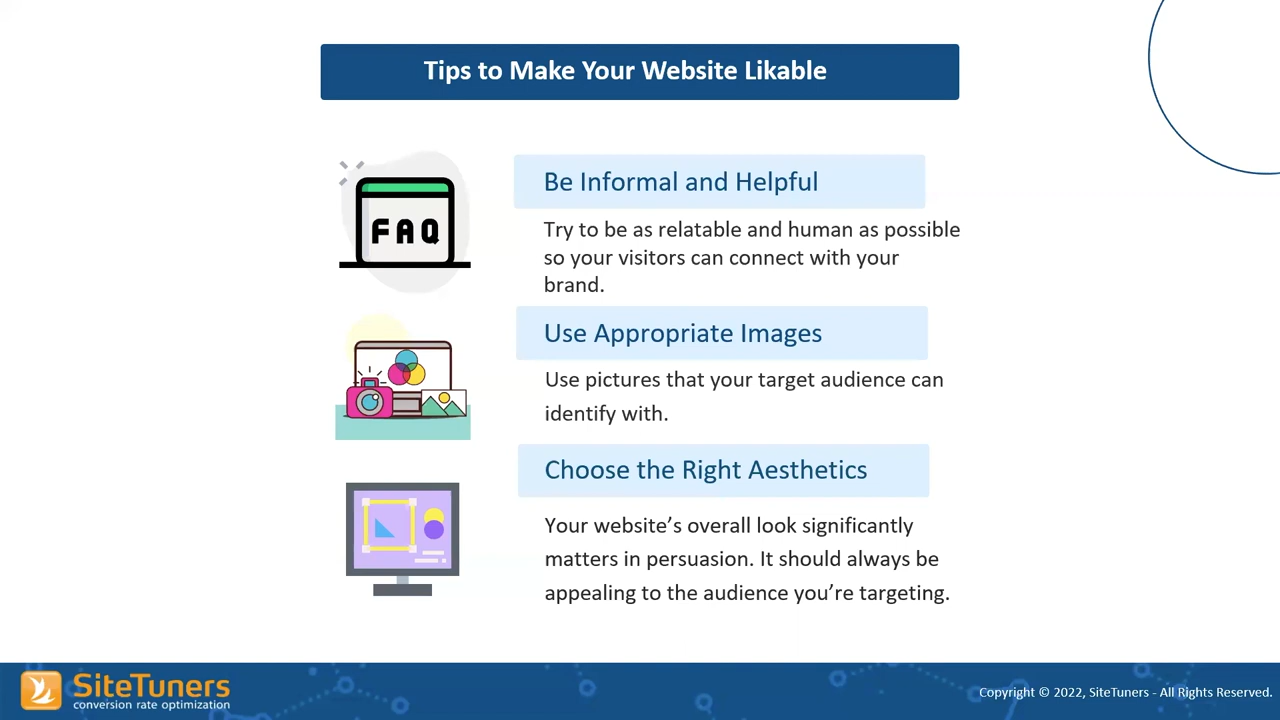 Tips to Make Your Website Likable
FAQ
Be Informal and Helpful
Try to be as relatable and human as possible
so your visitors can connect with your
brand.
Use Appropriate Images
Use pictures that your target audience can
identify with.
Choose the Right Aesthetics
Your website’s overall look significantly
matters in persuasion. It should always be
appealing to the audience you’re targeting.
SiteTuners
conversion rate optimization
Copyright © 2022, SiteTuners - All Rights Reserved.